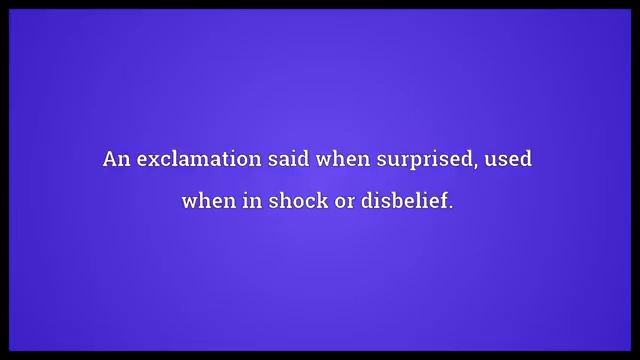 An exclamation said when surprised, used
when in shock or disbelief.